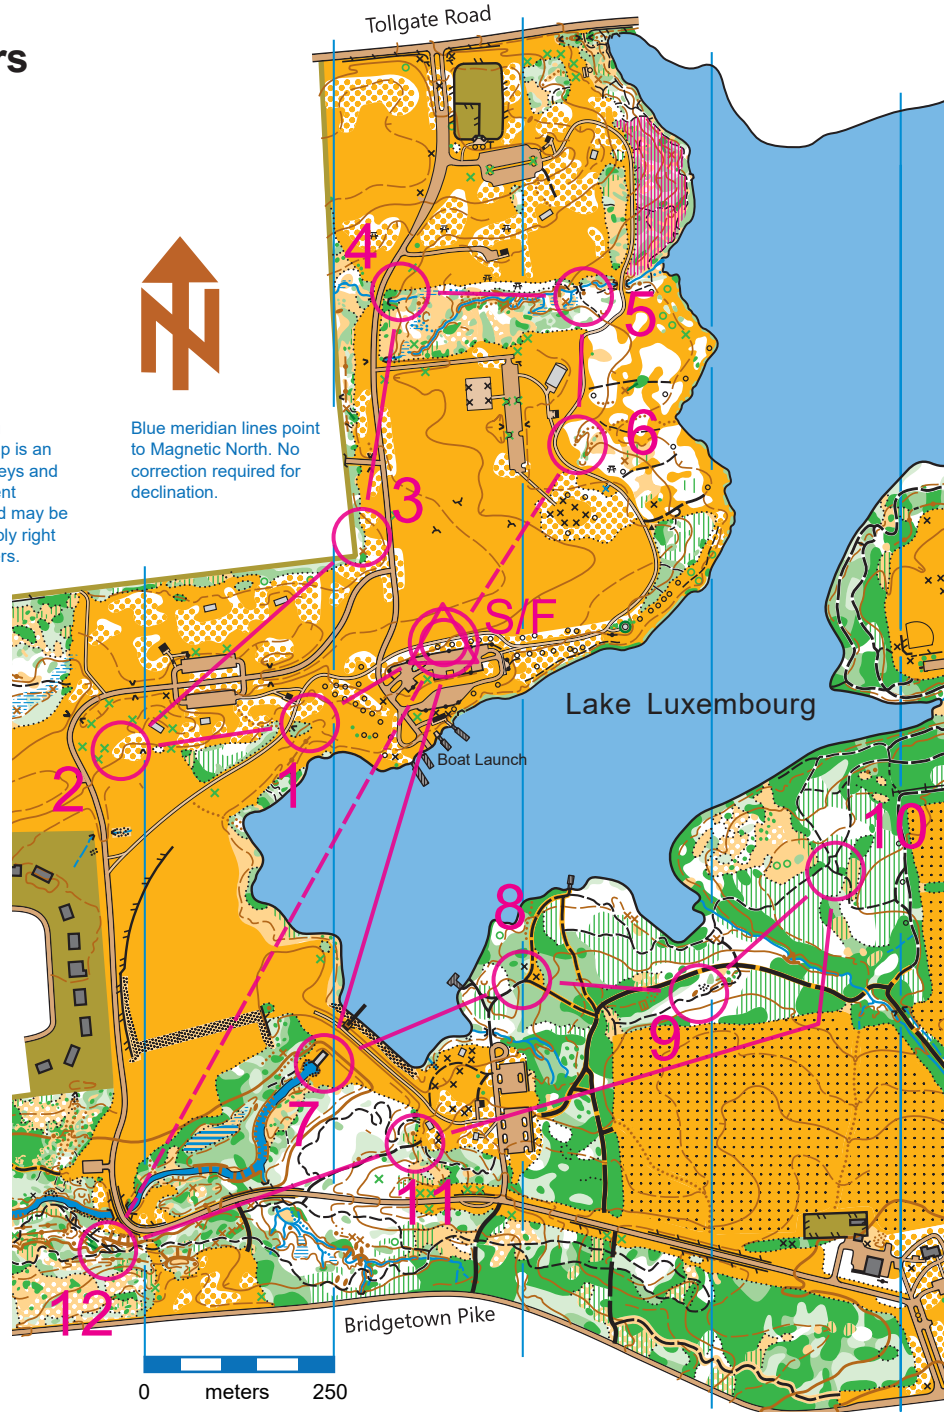 Tollgate Road
rs
4
5
Blue meridian lines point
to Magnetic North. No
correction required for
declination.
p is an
eys and
ent
d may be
bly right
rs.
6
3
S/F
Lake Luxembourg
2
1
Boat Launch
10
8
9
7
11
12
Bridgetown Pike
0 meters 250